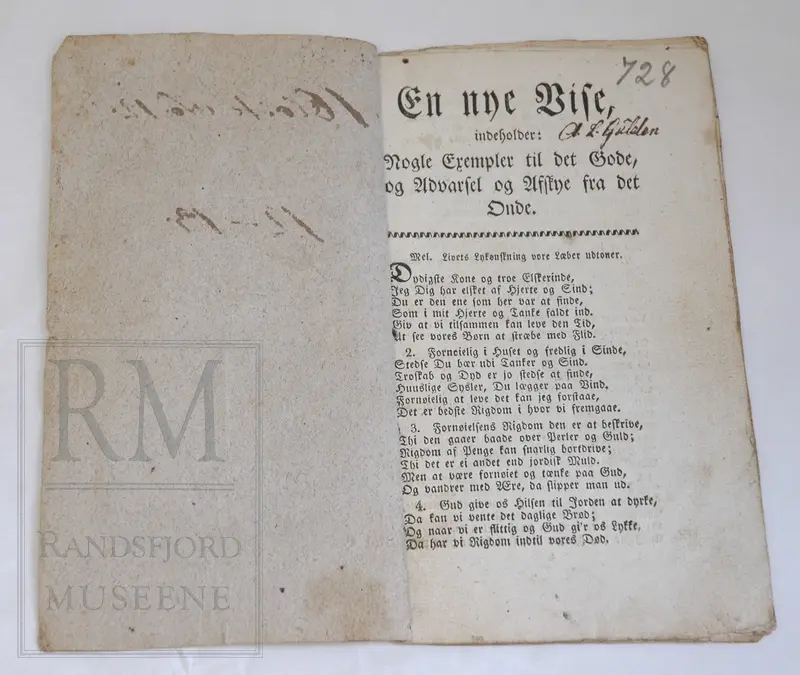 728
En nye Vise,
indeholder:
A. L. Gulden
Nogle Exempler til det Gode,
og Advarsel og Afskye fra det
Onde.
Mel. Livets Lykønskning vore Læber udtoner.
Dydigste Kone og troe Elskerinde,
Jeg Dig har elsket af Hjerte og Sind;
Du er den ene som her var at finde,
Som i mit Hjerte og Tanke faldt ind.
Giv at vi tilsammen kan leve den Tid,
At see vores Børn at stræbe med Flid.
2. Fornøielig i Huset og fredlig i Sinde,
Stedse Du bær udi Tanker og Sind.
Troskab og Dyd er jo stedse at finde,
Huuslige Sysler, Du lægger paa Vind.
Fornøielig at leve det kan jeg forstaae,
Det er bedste Rigdom i hvor vi fremgaae.
3. Fornøielsens Rigdom den er at beskrive,
Thi den gaaer baade over Perler og Guld;
Rigdom af Penge kan snarlig bortdrive;
Thi det er ei andet end jordisk Muld.
Men at være fornøiet og tænke paa Gud,
Og vandrer med Ære, da slipper man ud.
4. Gud give os Hilsen til Jorden at dyrke,
Da kan vi vente det daglige Brød;
Og naar vi er flittig og Gud gi'r os Lykke,
Da har vi Rigdom indtil vores Død.
RM
RANDSFJORD
MUSEENE